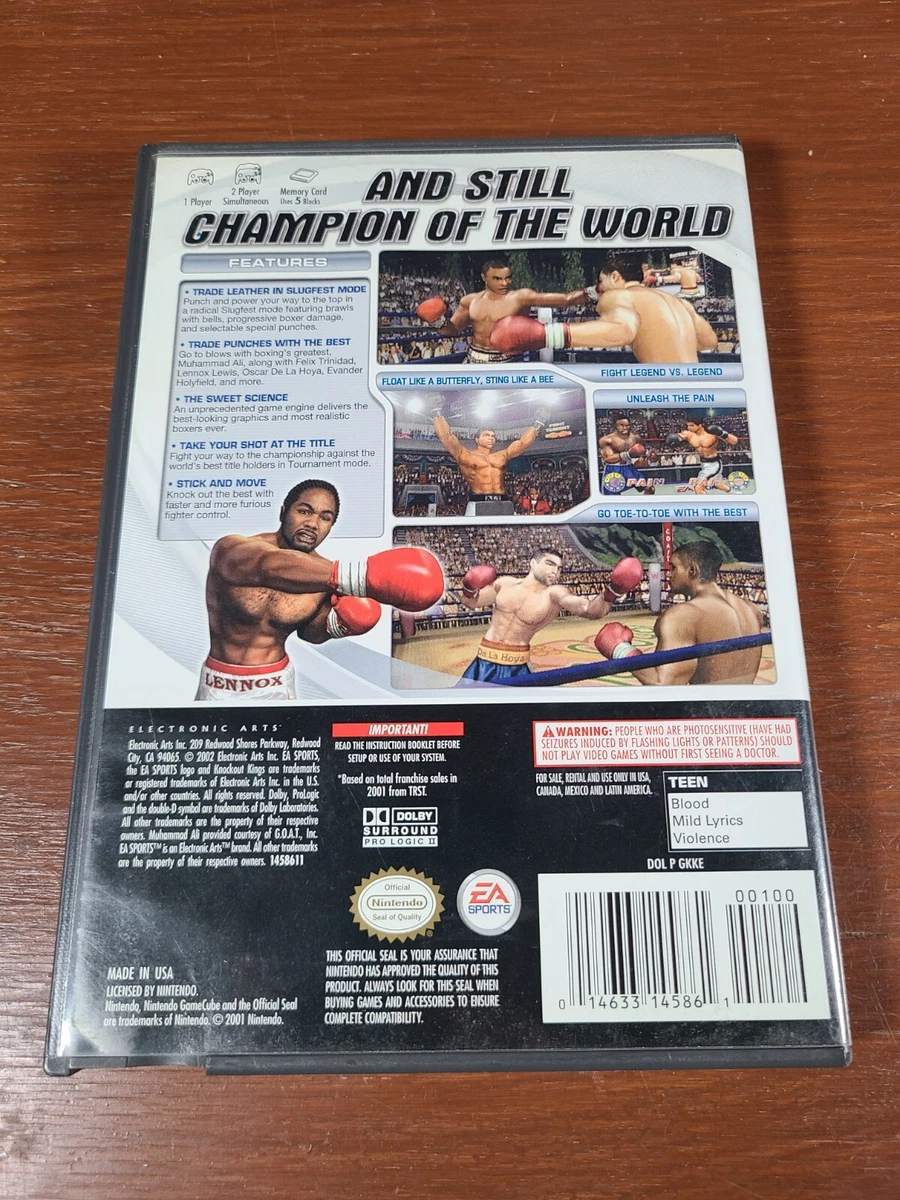 1 Player
2 Player
Simultaneous
Memory Card
Uses 5 Blocks
AND STILL
CHAMPION OF THE WORLD
FEATURES
• TRADE LEATHER IN SLUGFEST MODE
Punch and power your way to the top in
a radical Slugfest mode featuring brawls
with bells, progressive boxer damage,
and selectable special punches.
• TRADE PUNCHES WITH THE BEST
Go to blows with boxing's greatest,
Muhammad Ali, along with Felix Trinidad,
Lennox Lewis, Oscar De La Hoya, Evander
Holyfield, and more.
• THE SWEET SCIENCE
An unprecedented game engine delivers the
best-looking graphics and most realistic
boxers ever.
• TAKE YOUR SHOT AT THE TITLE
Fight your way to the championship against the
world's best title holders in Tournament mode.
• STICK AND MOVE
Knock out the best with
faster and more furious
fighter control.
FIGHT LEGEND VS. LEGEND
FLOAT LIKE A BUTTERFLY, STING LIKE A BEE
UNLEASH THE PAIN
PAIN
GO TOE-TO-TOE WITH THE BEST
De La Hoya
LENNOX
ELECTRONIC ARTS™
Electronic Arts Inc. 209 Redwood Shores Parkway, Redwood
City, CA 94065. © 2002 Electronic Arts Inc. EA SPORTS,
the EA SPORTS logo and Knockout Kings are trademarks
or registered trademarks of Electronic Arts Inc. in the U.S.
and/or other countries. All rights reserved. Dolby, ProLogic
and the double-D symbol are trademarks of Dolby Laboratories.
All other trademarks are the property of their respective
owners. Muhammad Ali provided courtesy of G.O.A.T., Inc.
EA SPORTS™ is an Electronic Arts™ brand. All other trademarks
are the property of their respective owners. 1458611
IMPORTANT!
READ THE INSTRUCTION BOOKLET BEFORE
SETUP OR USE OF YOUR SYSTEM.
*Based on total franchise sales in
2001 from TRST.
DOLBY
SURROUND
PRO LOGIC II
WARNING: PEOPLE WHO ARE PHOTOSENSITIVE (HAVE HAD
SEIZURES INDUCED BY FLASHING LIGHTS OR PATTERNS) SHOULD
NOT PLAY VIDEO GAMES WITHOUT FIRST SEEING A DOCTOR.
FOR SALE, RENTAL AND USE ONLY IN USA,
CANADA, MEXICO AND LATIN AMERICA.
TEEN
Blood
Mild Lyrics
Violence
DOL P GKKE
Official
Nintendo
Seal of Quality
EA
SPORTS™
MADE IN USA
LICENSED BY NINTENDO.
Nintendo, Nintendo GameCube and the Official Seal
are trademarks of Nintendo. © 2001 Nintendo.
THIS OFFICIAL SEAL IS YOUR ASSURANCE THAT
NINTENDO HAS APPROVED THE QUALITY OF THIS
PRODUCT. ALWAYS LOOK FOR THIS SEAL WHEN
BUYING GAMES AND ACCESSORIES TO ENSURE
COMPLETE COMPATIBILITY.
00100
0 14633 14586 1